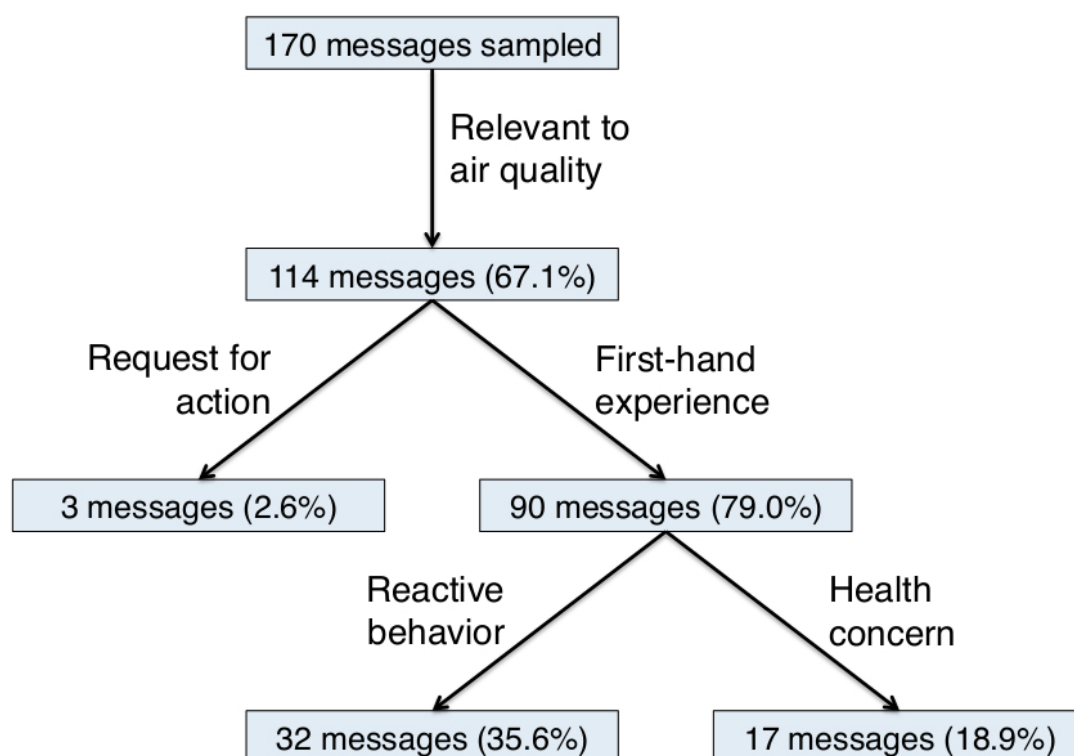 170 messages sampled
Relevant to
air quality
114 messages (67.1%)
Request for
action
First-hand
experience
3 messages (2.6%)
90 messages (79.0%)
Reactive
behavior
Health
concern
32 messages (35.6%)
17 messages (18.9%)